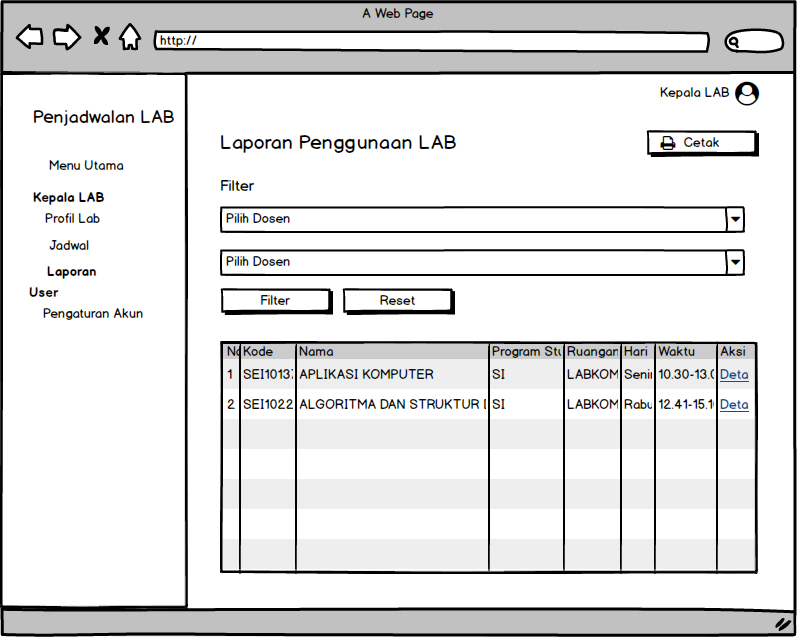 A Web Page
http://
Kepala LAB
Penjadwalan LAB
Menu Utama
Kepala LAB
Profil Lab
Jadwal
Laporan
User
Pengaturan Akun
Laporan Penggunaan LAB
Cetak
Filter
Pilih Dosen
Pilih Dosen
Filter Reset
No Kode Nama Program Stu Ruangan Hari Waktu Aksi
1 SEI1013 APLIKASI KOMPUTER SI LABKOM Senin 10.30-13.0 Deta
2 SEI1022 ALGORITMA DAN STRUKTUR D SI LABKOM Rabu 12.41-15.1 Deta